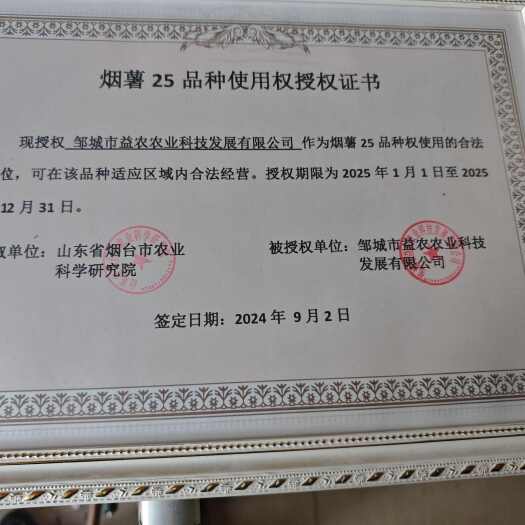 烟薯 25 品种使用权授权证书
现授权 邹城市益农农业科技发展有限公司 作为烟薯 25 品种权使用的合法
位，可在该品种适应区域内合法经营。授权期限为 2025 年 1 月 1 日至 2025
12 月 31 日。
权单位：山东省烟台市农业
科学研究院
被授权单位：邹城市益农农业科技
发展有限公司
签定日期：2024 年 9 月 2 日